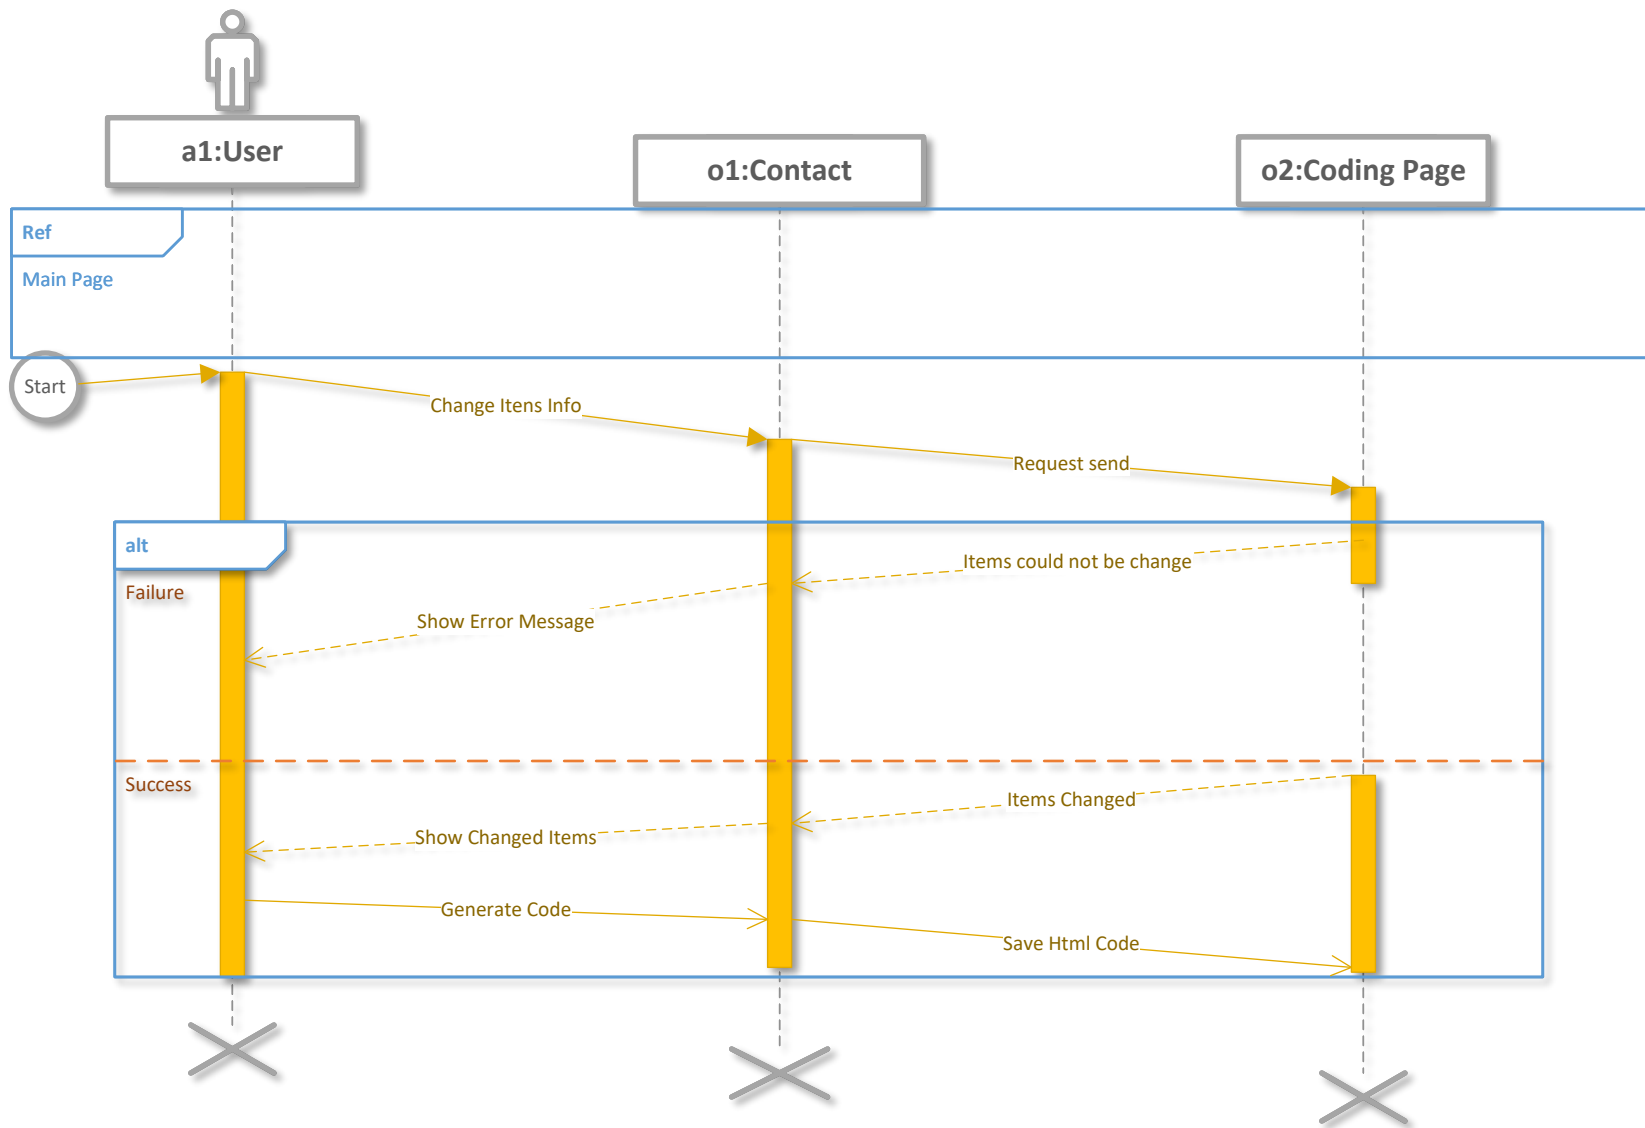 a1:User
o1:Contact
o2:Coding Page
Ref
Main Page
Start
Change Itens Info
Request send
alt
Items could not be change
Failure
Show Error Message
Success
Items Changed
Show Changed Items
Generate Code
Save Html Code